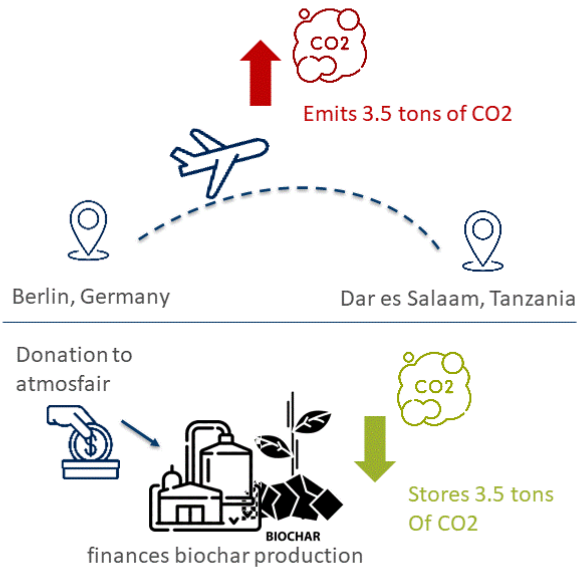 CO2
Emits 3.5 tons of CO2
Berlin, Germany
Dar es Salaam, Tanzania
Donation to
atmosfair
CO2
$
Stores 3.5 tons
Of CO2
BIOCHAR
finances biochar production